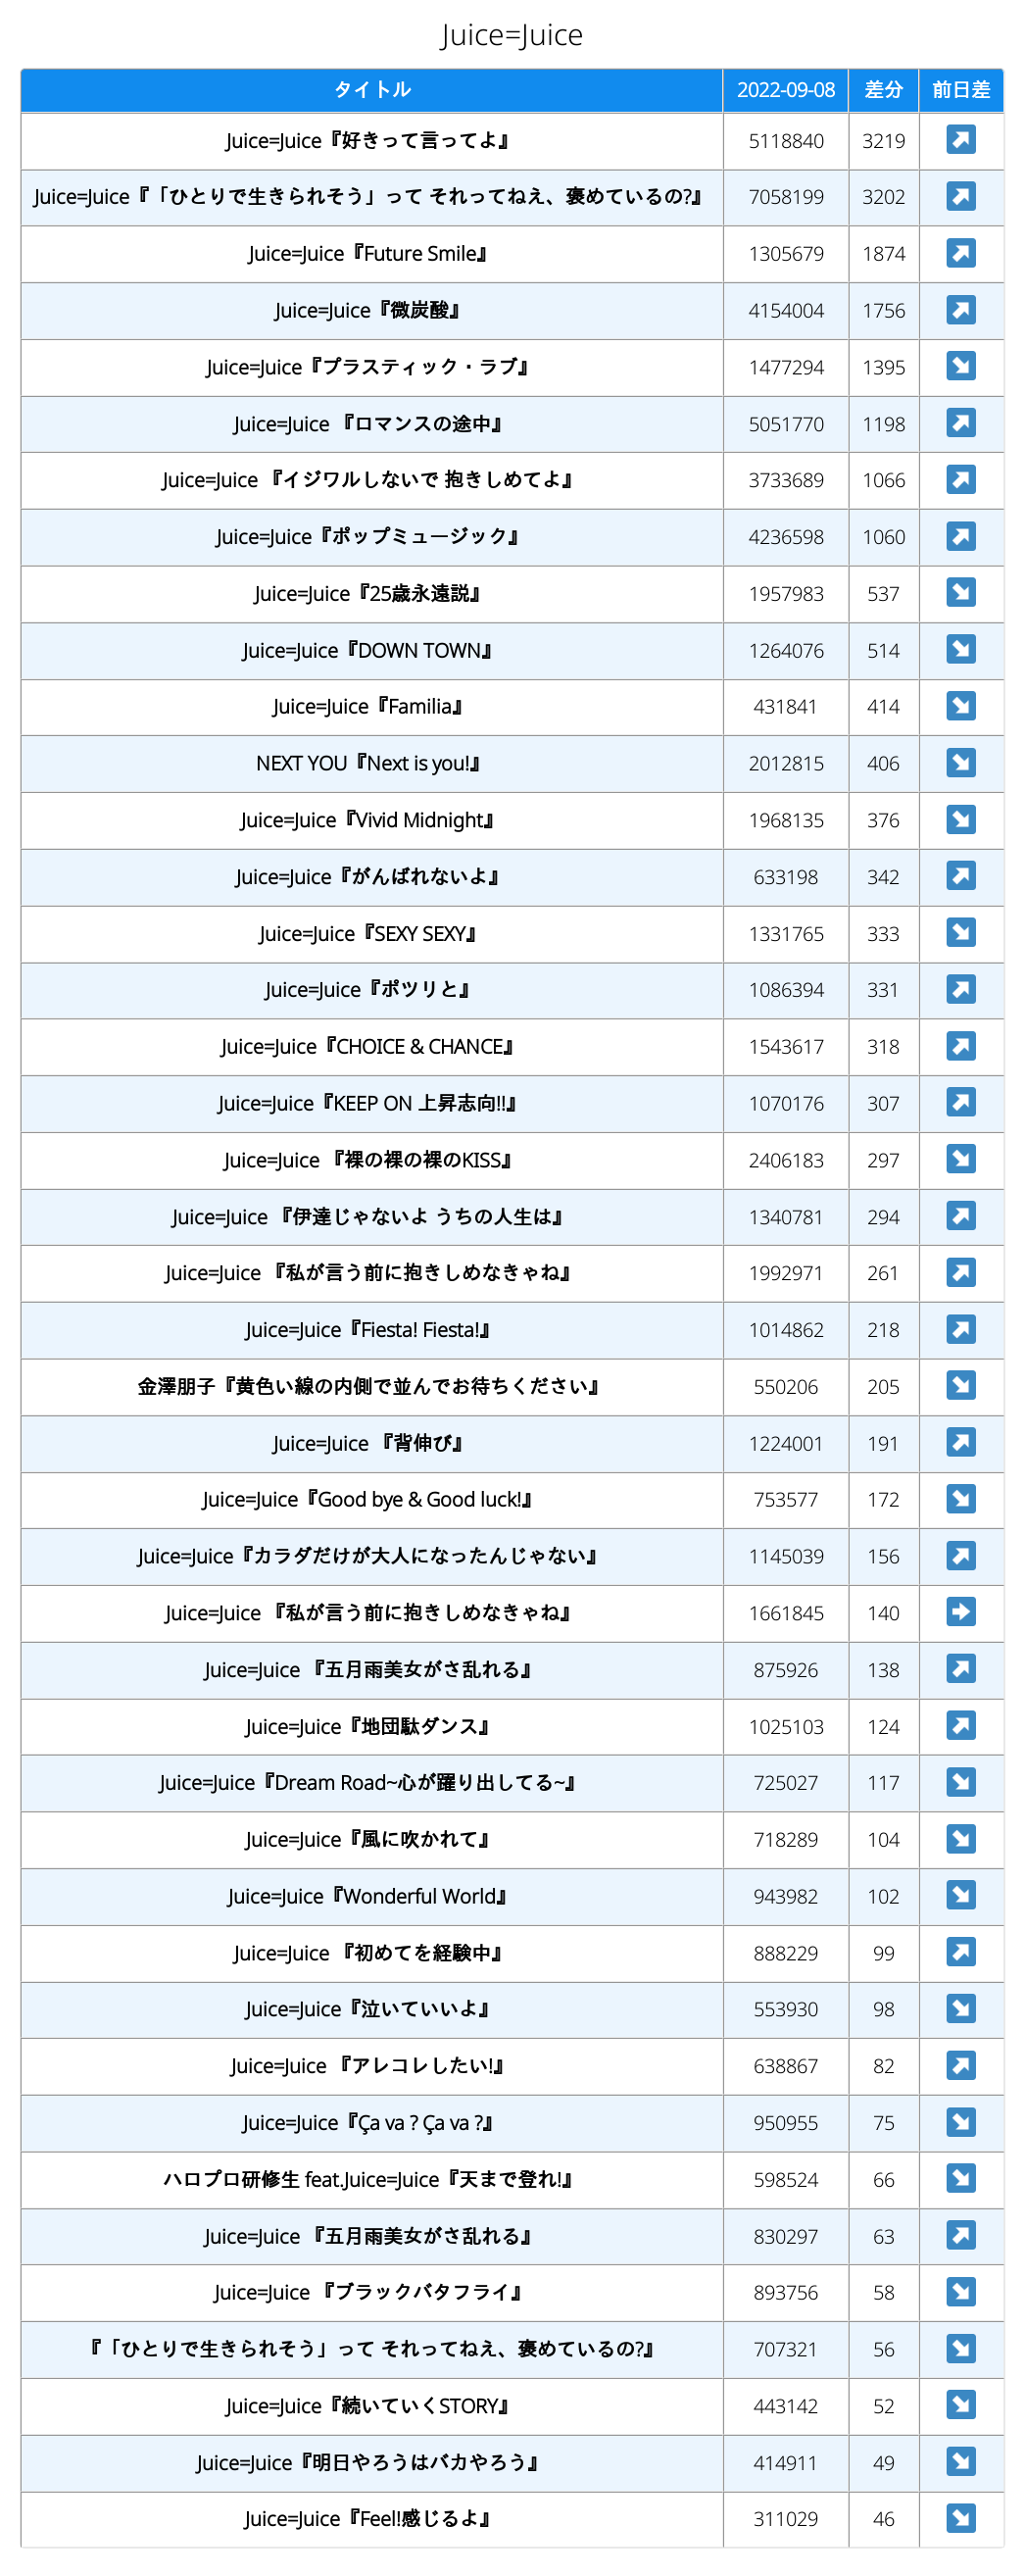 Juice=Juice
タイトル 2022-09-08 差分 前日差
Juice=Juice『好きって言ってよ』 5118840 3219
Juice=Juice『「ひとりで生きられそう」って それってねえ、褒めているの?』 7058199 3202
Juice=Juice『Future Smile』 1305679 1874
Juice=Juice『微炭酸』 4154004 1756
Juice=Juice『プラスティック・ラブ』 1477294 1395
Juice=Juice 『ロマンスの途中』 5051770 1198
Juice=Juice 『イジワルしないで 抱きしめてよ』 3733689 1066
Juice=Juice『ポップミュージック』 4236598 1060
Juice=Juice『25歳永遠説』 1957983 537
Juice=Juice『DOWN TOWN』 1264076 514
Juice=Juice『Familia』 431841 414
NEXT YOU『Next is you!』 2012815 406
Juice=Juice『Vivid Midnight』 1968135 376
Juice=Juice『がんばれないよ』 633198 342
Juice=Juice『SEXY SEXY』 1331765 333
Juice=Juice『ポツリと』 1086394 331
Juice=Juice『CHOICE & CHANCE』 1543617 318
Juice=Juice『KEEP ON 上昇志向!!』 1070176 307
Juice=Juice 『裸の裸の裸のKISS』 2406183 297
Juice=Juice 『伊達じゃないよ うちの人生は』 1340781 294
Juice=Juice 『私が言う前に抱きしめなきゃね』 1992971 261
Juice=Juice『Fiesta! Fiesta!』 1014862 218
金澤朋子『黄色い線の内側で並んでお待ちください』 550206 205
Juice=Juice 『背伸び』 1224001 191
Juice=Juice『Good bye & Good luck!』 753577 172
Juice=Juice『カラダだけが大人になったんじゃない』 1145039 156
Juice=Juice 『私が言う前に抱きしめなきゃね』 1661845 140
Juice=Juice 『五月雨美女がさ乱れる』 875926 138
Juice=Juice『地団駄ダンス』 1025103 124
Juice=Juice『Dream Road~心が躍り出してる~』 725027 117
Juice=Juice『風に吹かれて』 718289 104
Juice=Juice『Wonderful World』 943982 102
Juice=Juice 『初めてを経験中』 888229 99
Juice=Juice『泣いていいよ』 553930 98
Juice=Juice 『アレコレしたい!』 638867 82
Juice=Juice『Ça va ? Ça va ?』 950955 75
ハロプロ研修生 feat.Juice=Juice『天まで登れ!』 598524 66
Juice=Juice 『五月雨美女がさ乱れる』 830297 63
Juice=Juice 『ブラックバタフライ』 893756 58
『「ひとりで生きられそう」って それってねえ、褒めているの?』 707321 56
Juice=Juice『続いていくSTORY』 443142 52
Juice=Juice『明日やろうはバカやろう』 414911 49
Juice=Juice『Feel!感じるよ』 311029 46